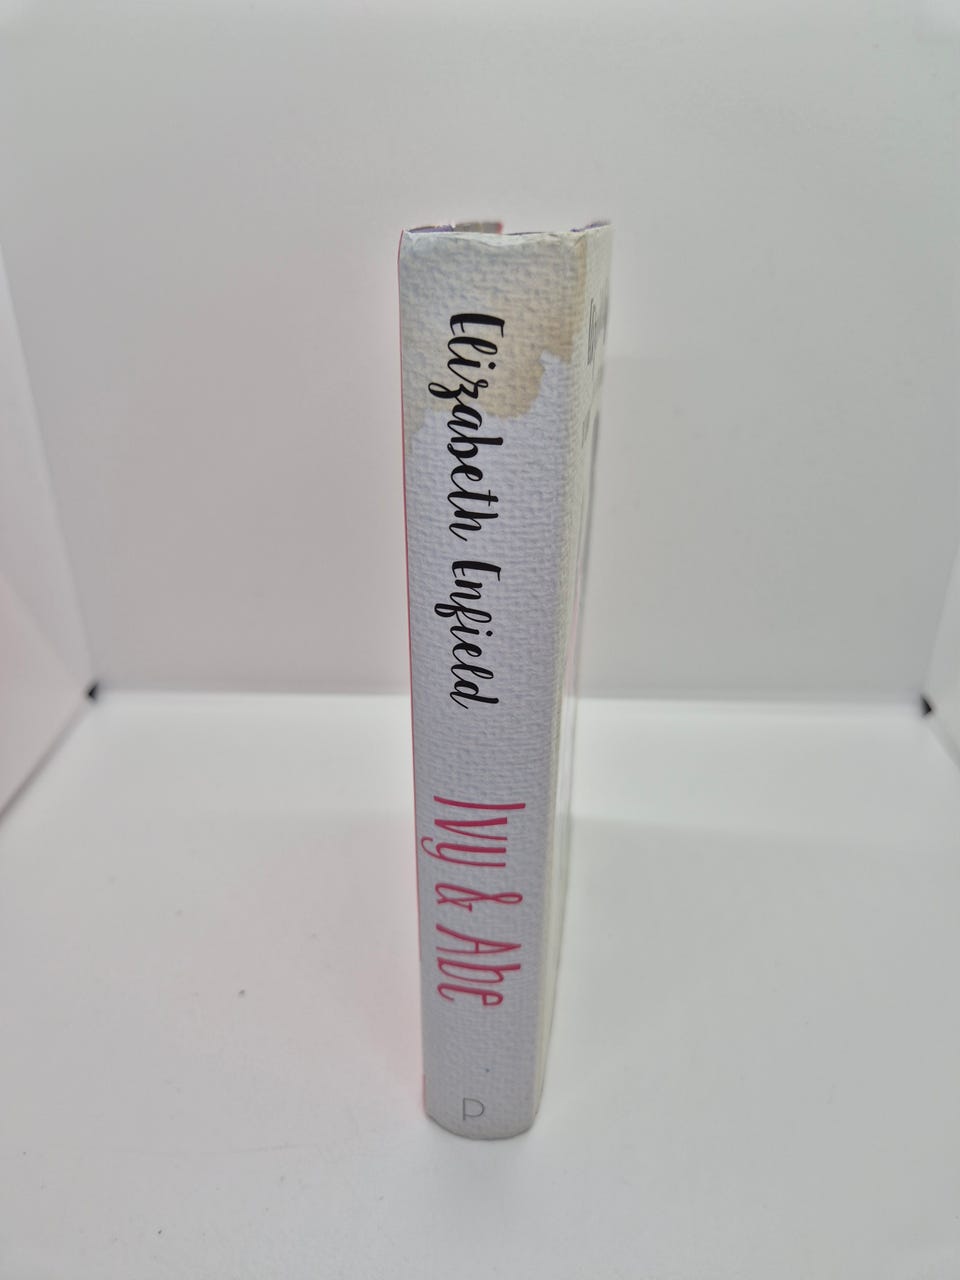 Elizabeth Enfield
Ivy & Abe
P